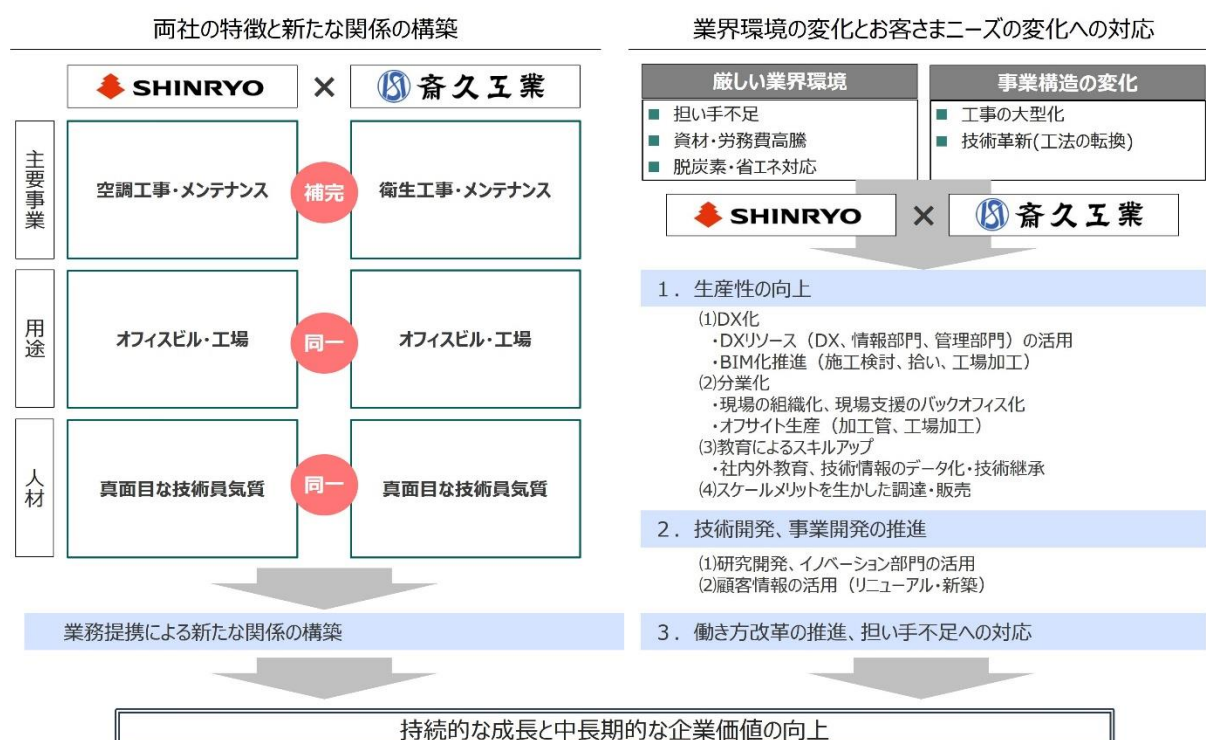 両社の特徴と新たな関係の構築
SHINRYO × 斎久工業
主要事業
空調工事・メンテナンス
補完
衛生工事・メンテナンス
用途
オフィスビル・工場
同一
オフィスビル・工場
人材
真面目な技術員気質
同一
真面目な技術員気質
業務提携による新たな関係の構築
業界環境の変化とお客さまニーズの変化への対応
厳しい業界環境
■ 担い手不足
■ 資材・労務費高騰
■ 脱炭素・省エネ対応
事業構造の変化
■ 工事の大型化
■ 技術革新(工法の転換)
SHINRYO × 斎久工業
1．生産性の向上
⑴DX化
・DXリソース（DX、情報部門、管理部門）の活用
・BIM化推進（施工検討、拾い、工場加工）
⑵分業化
・現場の組織化、現場支援のバックオフィス化
・オフサイト生産（加工管、工場加工）
⑶教育によるスキルアップ
・社内外教育、技術情報のデータ化・技術継承
⑷スケールメリットを生かした調達・販売
2．技術開発、事業開発の推進
⑴研究開発、イノベーション部門の活用
⑵顧客情報の活用（リニューアル・新築）
3．働き方改革の推進、担い手不足への対応
持続的な成長と中長期的な企業価値の向上